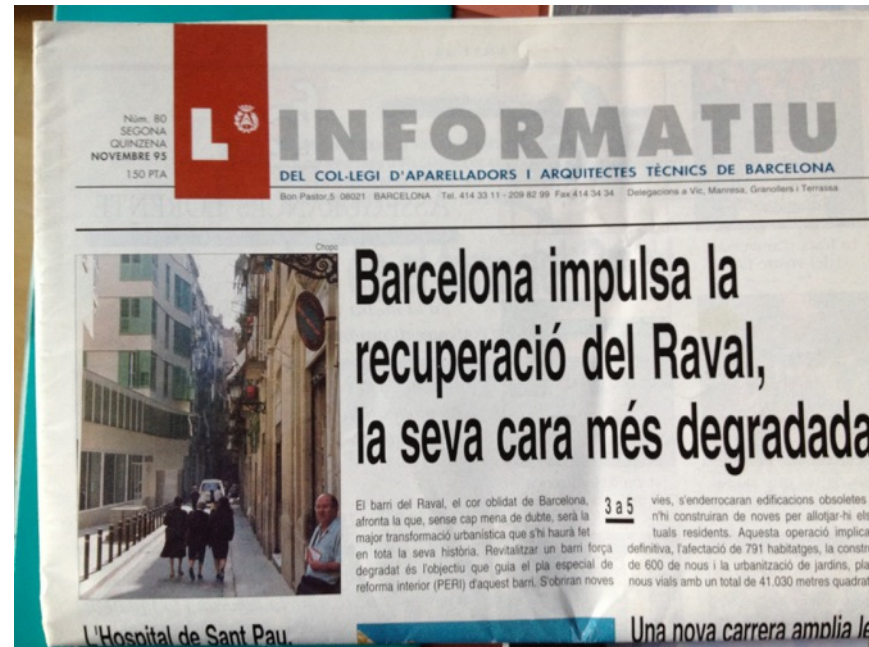 Núm. 80
SEGONA
QUINZENA
NOVEMBRE 95
150 PTA
L'INFORMATIU
DEL COL·LEGI D'APARELLADORS I ARQUITECTES TÈCNICS DE BARCELONA
Bon Pastor,5 08021 BARCELONA Tel. 414 33 11 - 209 82 99 Fax 414 34 34 Delegacions a Vic, Manresa, Granollers i Terrassa
Chopo
Barcelona impulsa la
recuperació del Raval,
la seva cara més degradada
El barri del Raval, el cor oblidat de Barcelona,
afronta la que, sense cap mena de dubte, serà la
major transformació urbanística que s'hi haurà fet
en tota la seva història. Revitalitzar un barri força
degradat és l'objectiu que guia el pla especial de
reforma interior (PERI) d'aquest barri. S'obriran noves
3 a 5
vies, s'enderrocaran edificacions obsoletes
n'hi construiran de noves per allotjar-hi els
tuals residents. Aquesta operació implica
definitiva, l'afectació de 791 habitatges, la constr
de 600 de nous i la urbanització de jardins, pla
nous vials amb un total de 41.030 metres quadrat
L'Hospital de Sant Pau,
Una nova carrera amplia le